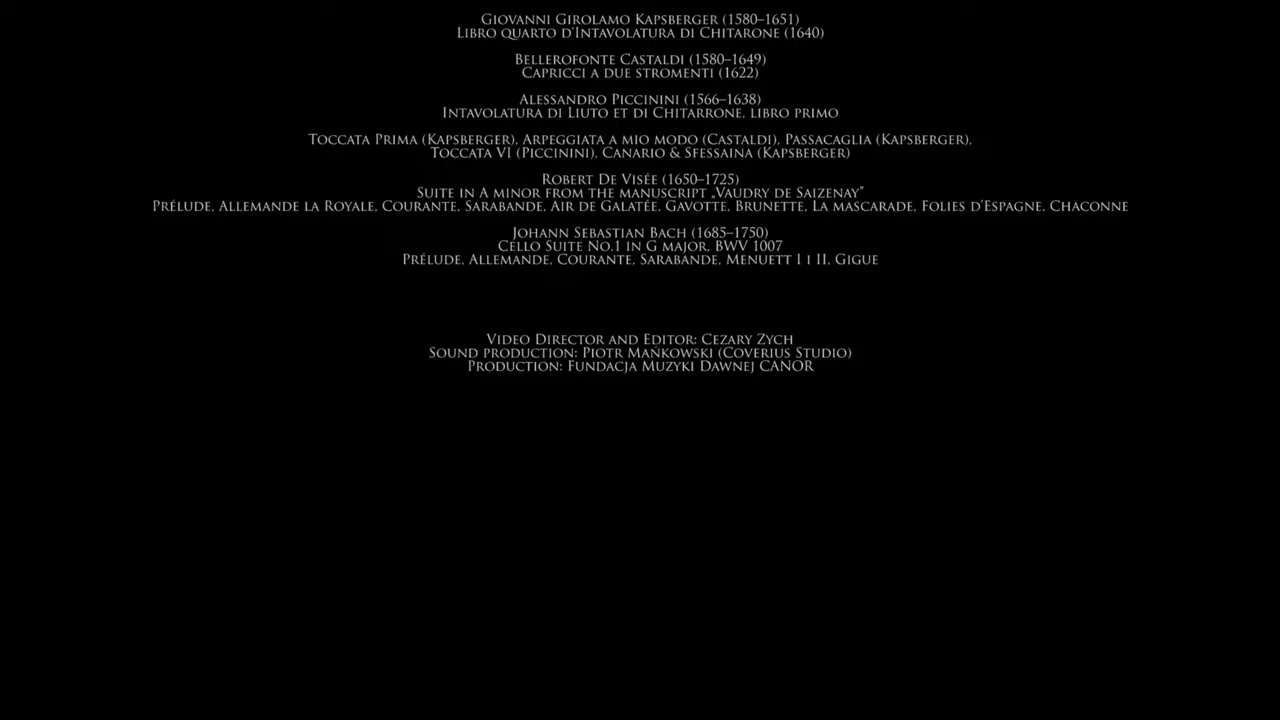 Giovanni Girolamo Kapsberger (1580–1651)
Libro quarto d'Intavolatura di Chitarone (1640)
Bellerofonte Castaldi (1580–1649)
Capricci a due stromenti (1622)
Alessandro Piccinini (1566–1638)
Intavolatura di Liuto et di Chitarrone, libro primo
Toccata Prima (Kapsberger), Arpeggiata a mio modo (Castaldi), Passacaglia (Kapsberger),
Toccata VI (Piccinini), Canario & Sfessaina (Kapsberger)
Robert De Visée (1650–1725)
Suite in A minor from the manuscript „Vaudry de Saizenay"
Prélude, Allemande la Royale, Courante, Sarabande, Air de Galatée, Gavotte, Brunette, La mascarade, Folies d'Espagne, Chaconne
Johann Sebastian Bach (1685–1750)
Cello Suite No.1 in G major, BWV 1007
Prélude, Allemande, Courante, Sarabande, Menuett I i II, Gigue
Video Director and Editor: Cezary Zych
Sound production: Piotr Mańkowski (Coverius Studio)
Production: Fundacja Muzyki Dawnej CANOR